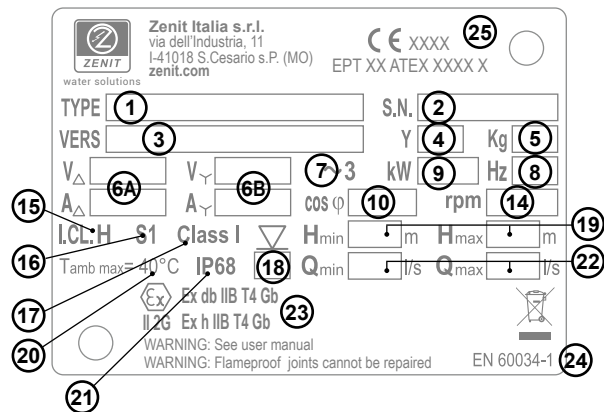 Zenit Italia s.r.l.
via dell'Industria, 11
I-41018 S.Cesario s.P. (MO)
zenit.com
ZENIT
water solutions
CE XXXX 25
EPT XX ATEX XXXX X
TYPE 1 S.N. 2
VERS 3 Y 4 Kg 5
V△ 6A V⅄ 6B 7 ~ 3 kW 9 Hz 8
A△ A⅄ cos φ 10 rpm 14
15 I.CL.H S1 Class I Hmin m Hmax m 19
16 Tamb max= 40°C IP68 18 Qmin l/s Qmax l/s 22
17 Ex Ex db IIB T4 Gb 23
II 2G Ex h IIB T4 Gb
20 WARNING: See user manual
21 WARNING: Flameproof joints cannot be repaired EN 60034-1 24